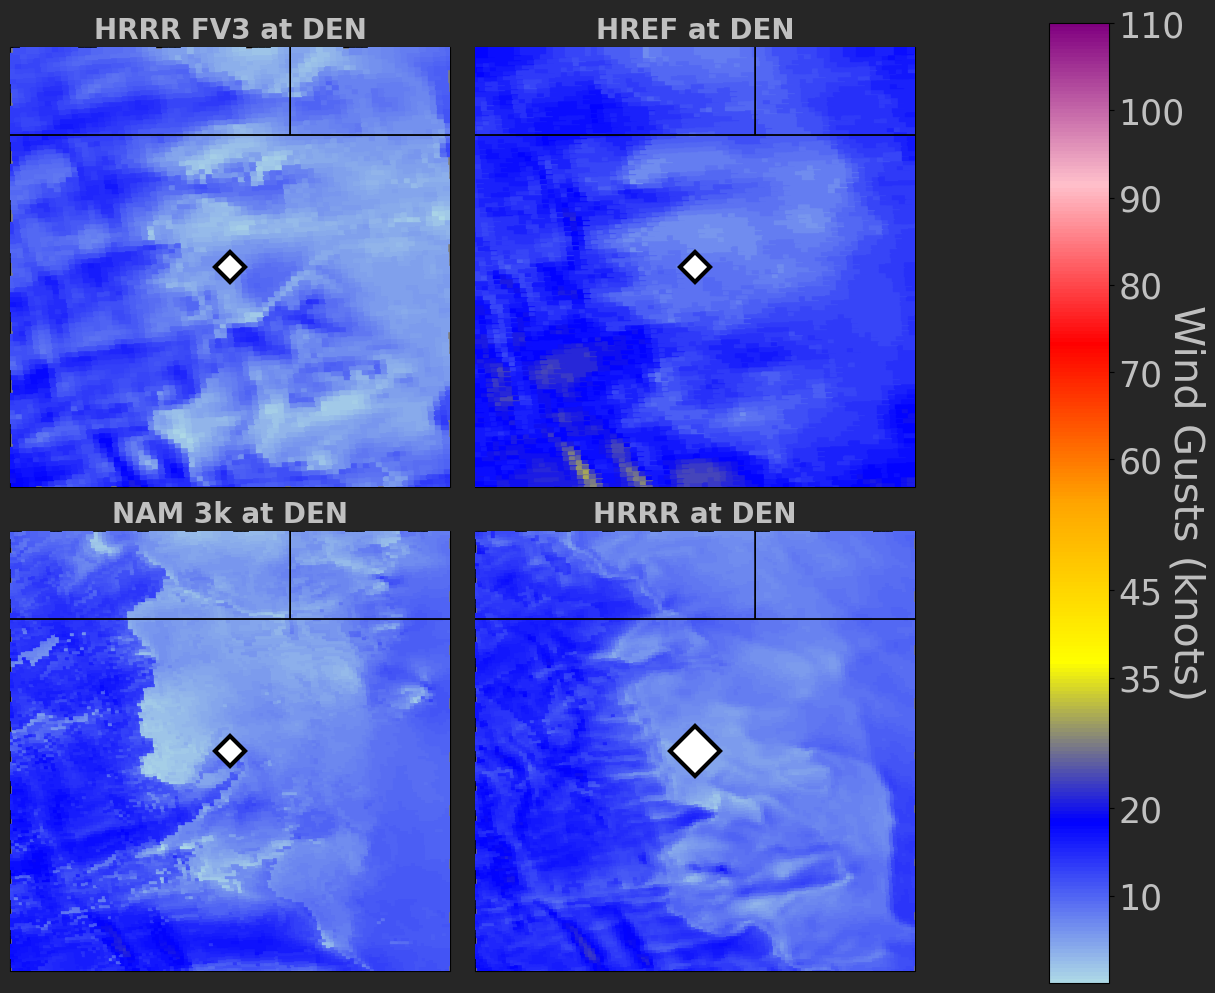 HRRR FV3 at DEN
HREF at DEN
NAM 3k at DEN
HRRR at DEN
110
100
90
80
70
60
45
35
20
10
Wind Gusts (knots)